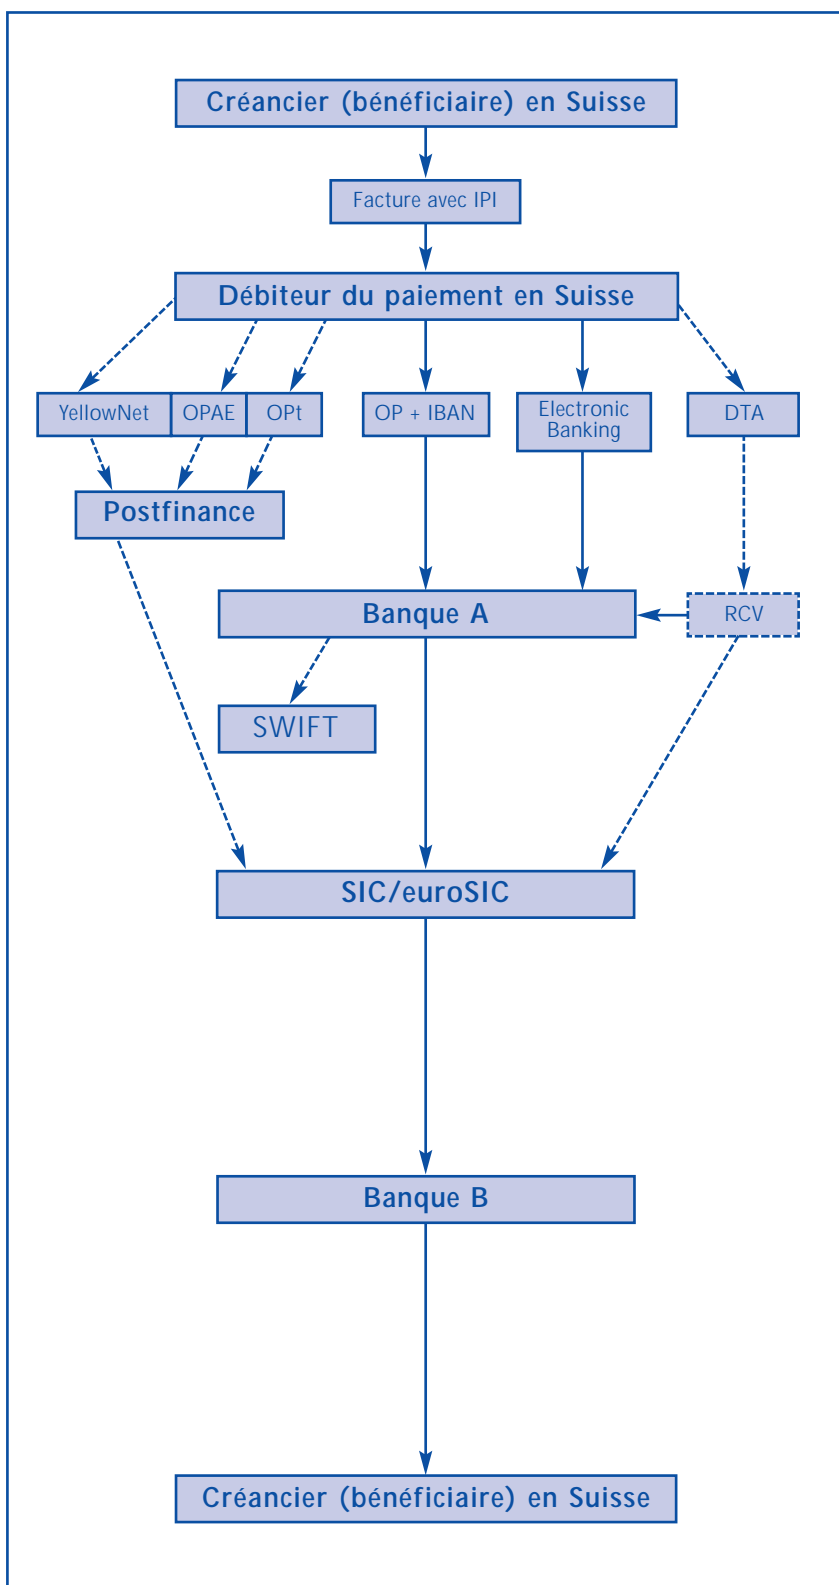 Créancier (bénéficiaire) en Suisse
Facture avec IPI
Débiteur du paiement en Suisse
YellowNet
OPAE
OPt
OP + IBAN
Electronic
Banking
DTA
Postfinance
Banque A
RCV
SWIFT
SIC/euroSIC
Banque B
Créancier (bénéficiaire) en Suisse